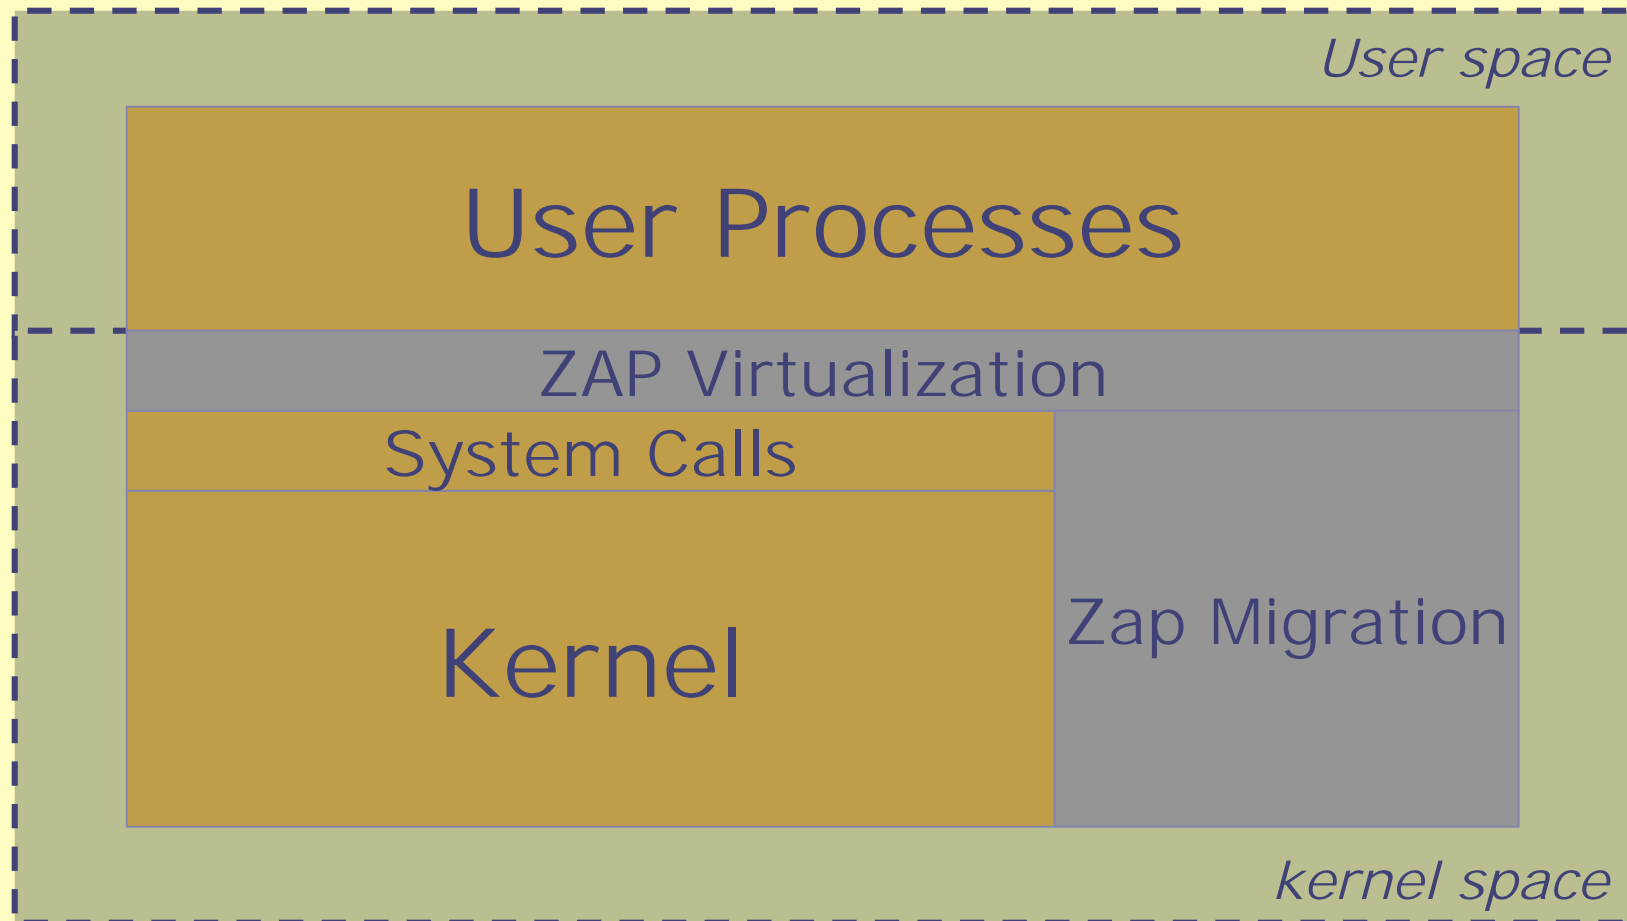 User space
User Processes
ZAP Virtualization
System Calls
Kernel
Zap Migration
kernel space